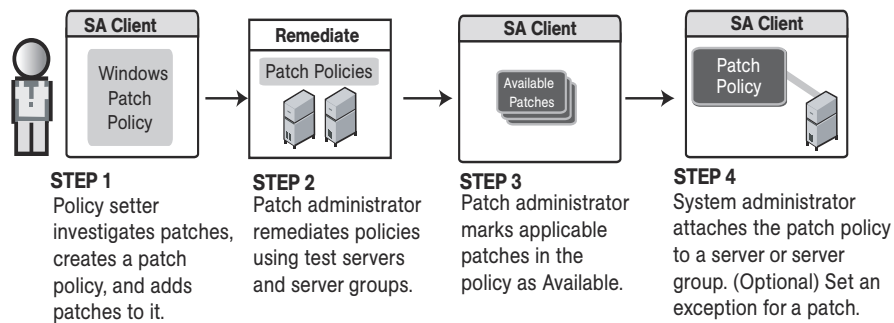 SA Client
Windows
Patch
Policy
STEP 1
Policy setter
investigates patches,
creates a patch
policy, and adds
patches to it.
Remediate
Patch Policies
STEP 2
Patch administrator
remediates policies
using test servers
and server groups.
SA Client
Available
Patches
STEP 3
Patch administrator
marks applicable
patches in the
policy as Available.
SA Client
Patch
Policy
STEP 4
System administrator
attaches the patch policy
to a server or server
group. (Optional) Set an
exception for a patch.